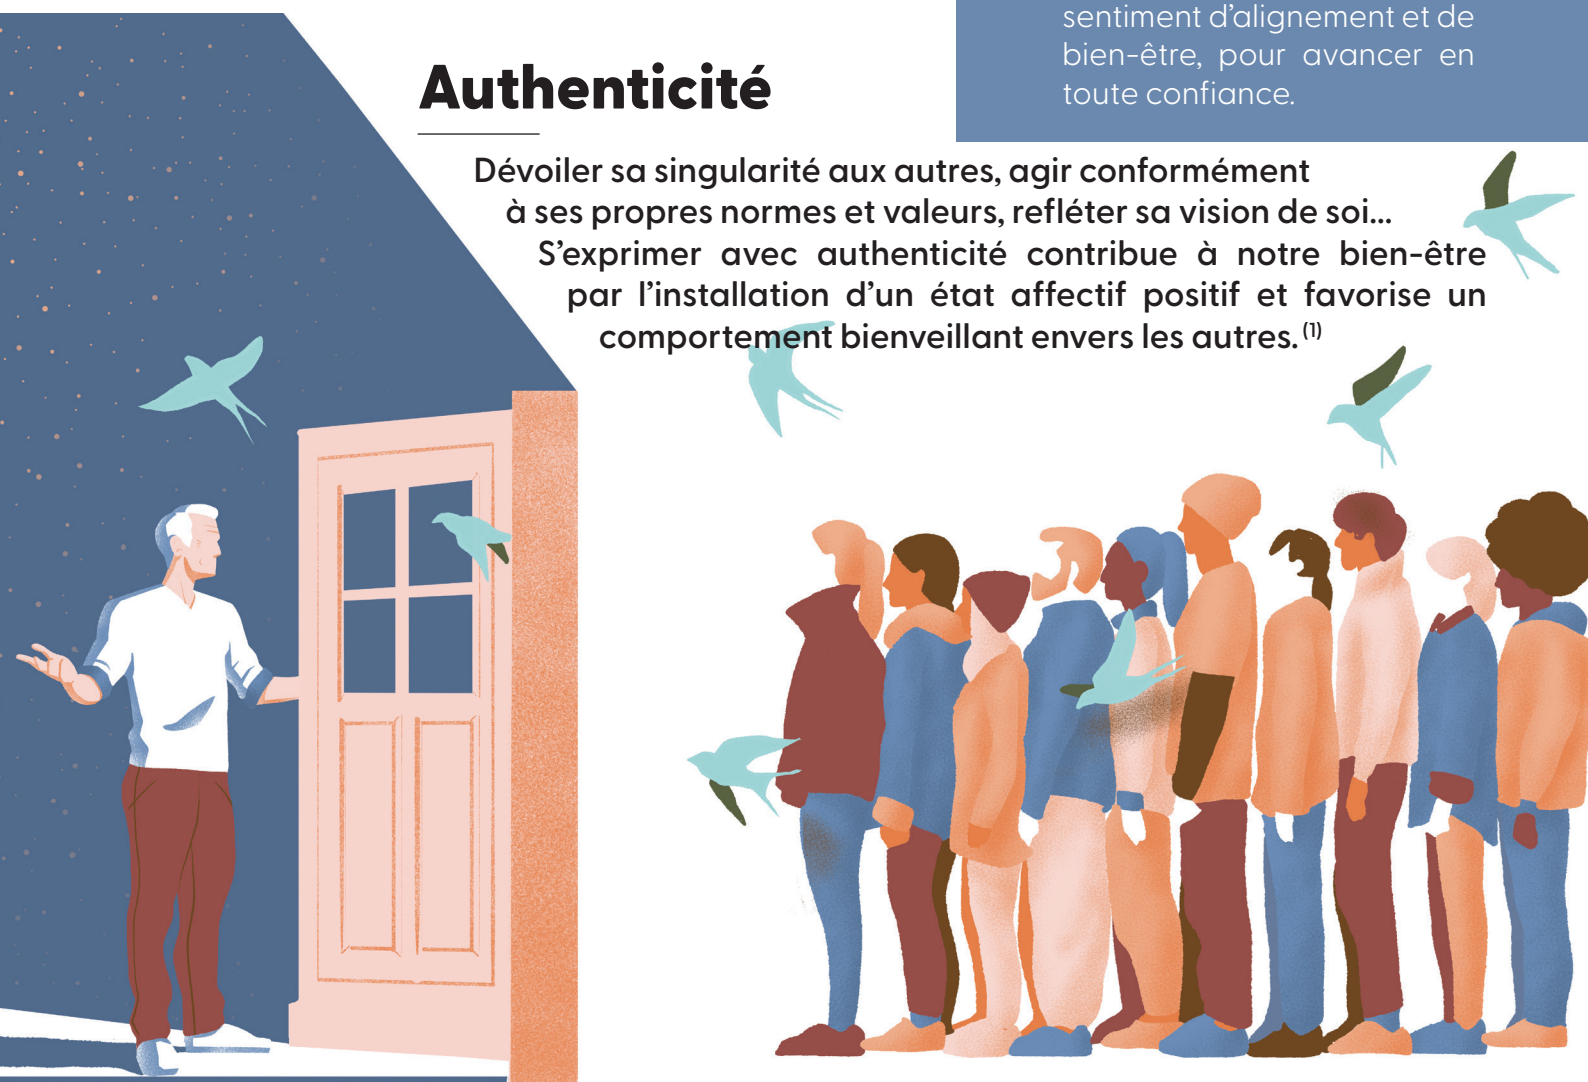 sentiment d'alignement et de
bien-être, pour avancer en
toute confiance.
Authenticité
Dévoiler sa singularité aux autres, agir conformément
à ses propres normes et valeurs, refléter sa vision de soi...
S'exprimer avec authenticité contribue à notre bien-être
par l'installation d'un état affectif positif et favorise un
comportement bienveillant envers les autres. (1)